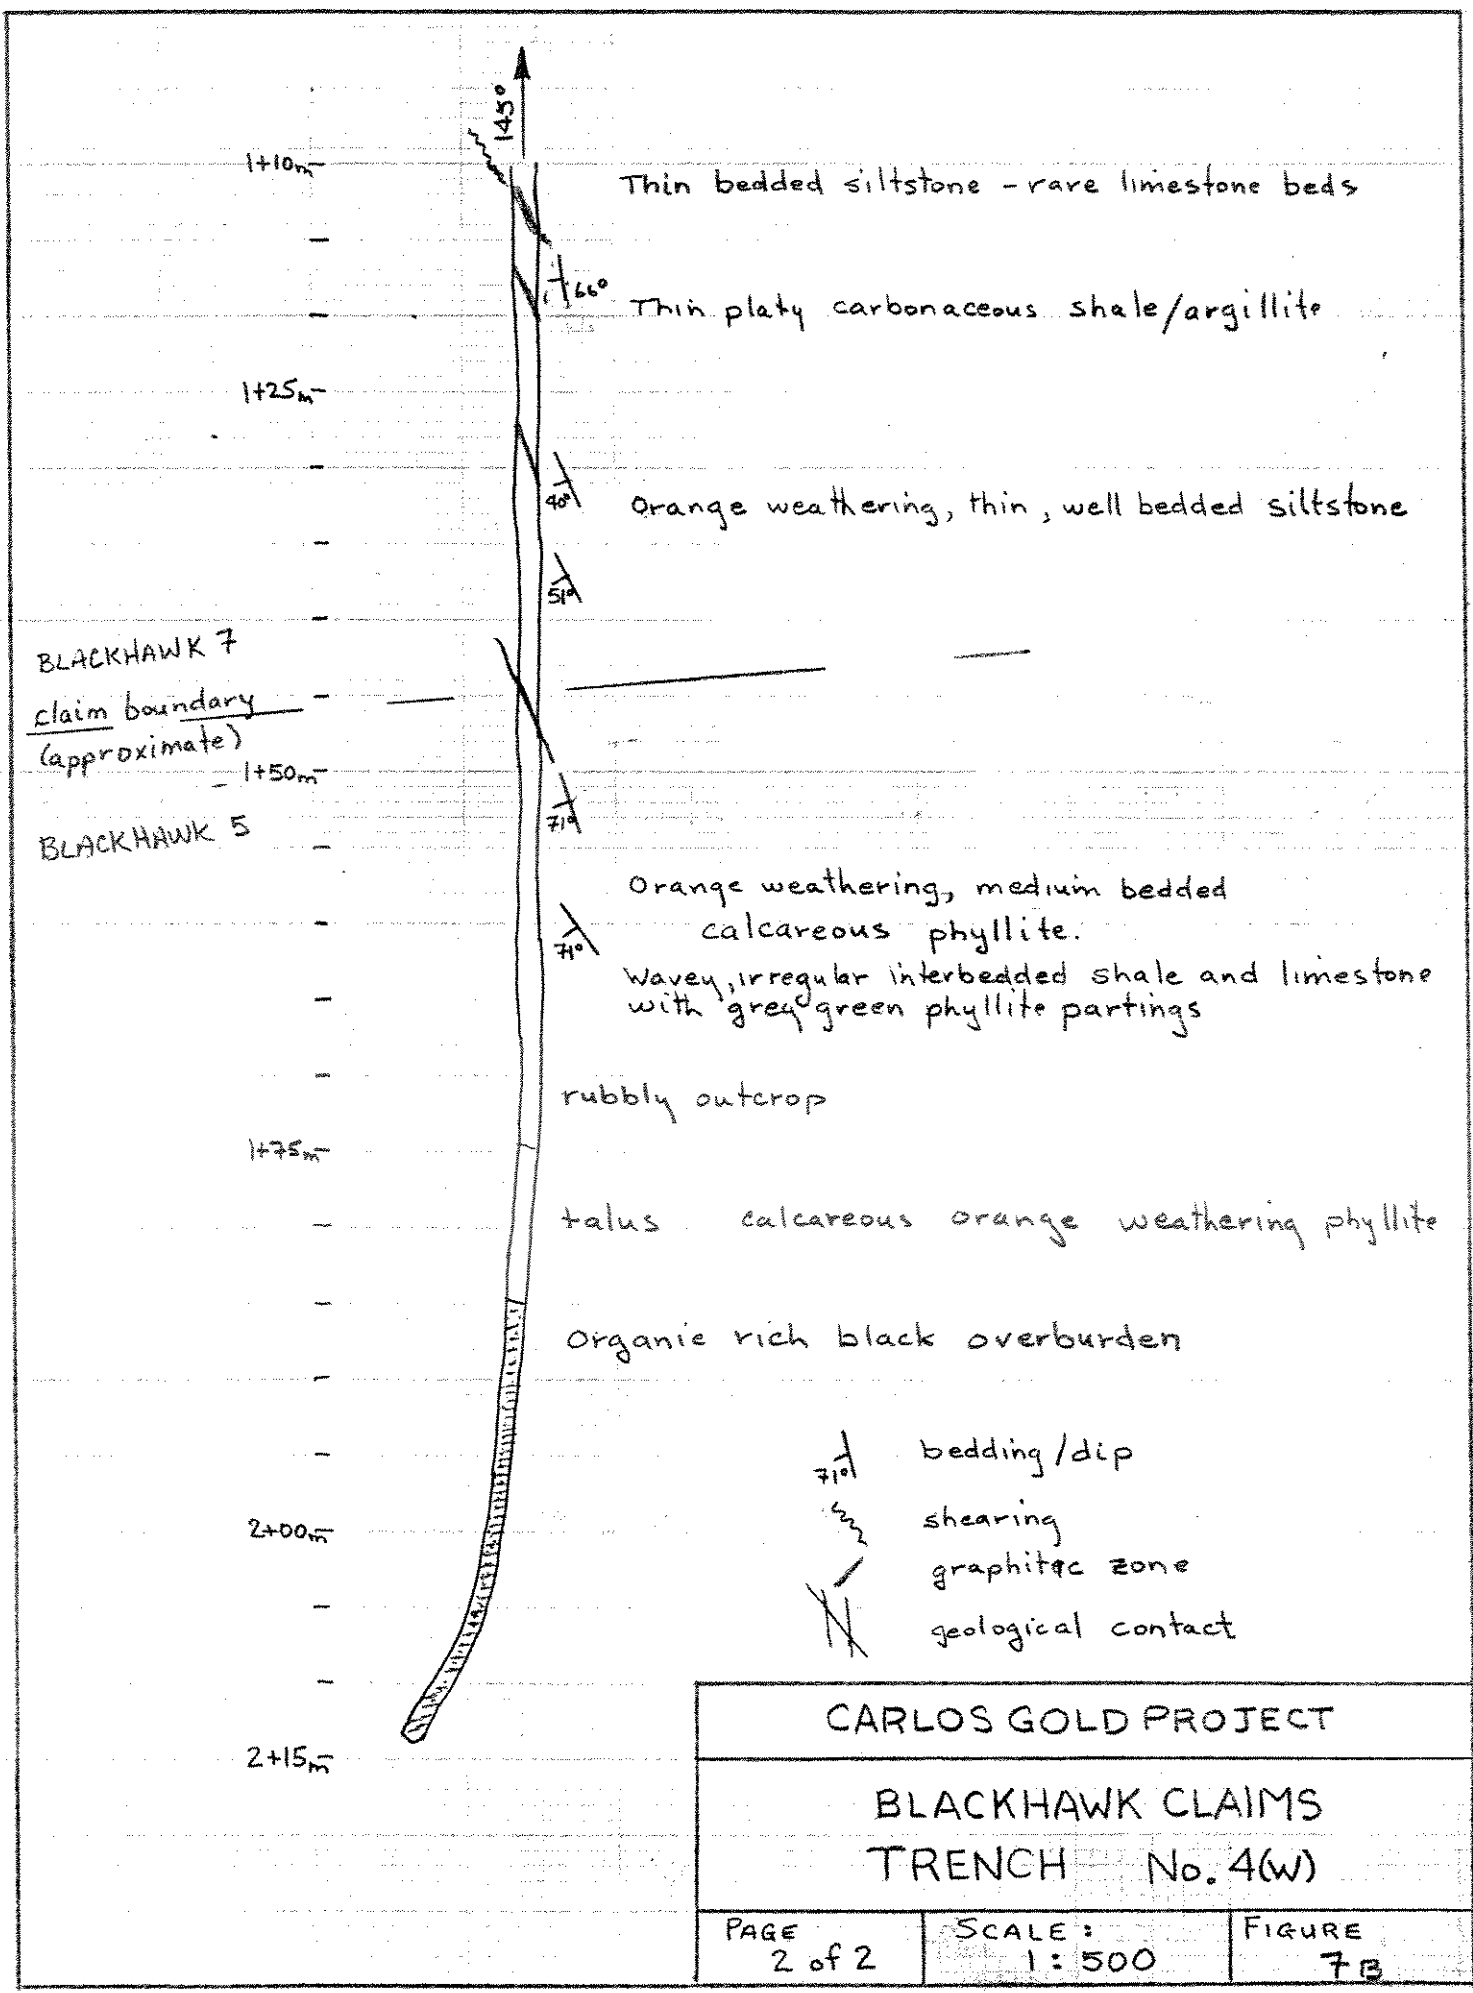 145°
1+10m
Thin bedded siltstone - rare limestone beds
66°
Thin platy carbonaceous shale/argillite
1+25m
40°
Orange weathering, thin, well bedded siltstone
51°
BLACKHAWK 7
claim boundary
(approximate)
1+50m
71°
BLACKHAWK 5
Orange weathering, medium bedded
calcareous phyllite.
71°
Wavey, irregular interbedded shale and limestone
with grey green phyllite partings
rubbly outcrop
1+75m
talus calcareous orange weathering phyllite
Organic rich black overburden
71° bedding/dip
shearing
2+00m
graphitic zone
geological contact
2+15m
CARLOS GOLD PROJECT
BLACKHAWK CLAIMS
TRENCH No. 4(W)
PAGE
2 of 2
SCALE:
1:500
FIGURE
7B